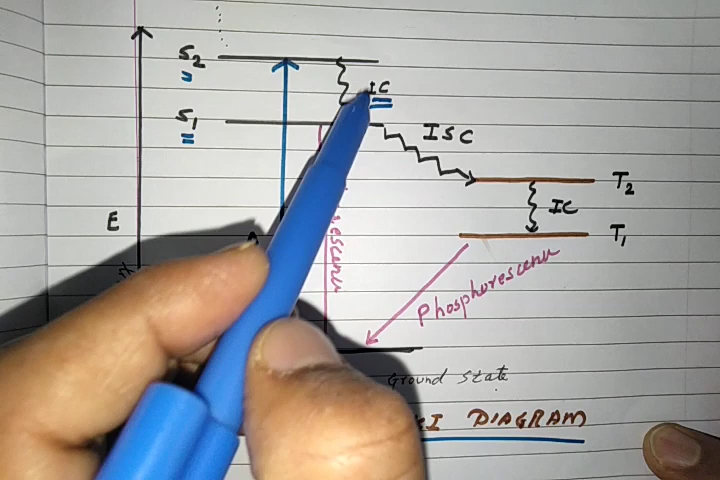 S2
IC
S1
ISC
T2
IC
E
T1
Phosphorescence
Ground State
DIAGRAM